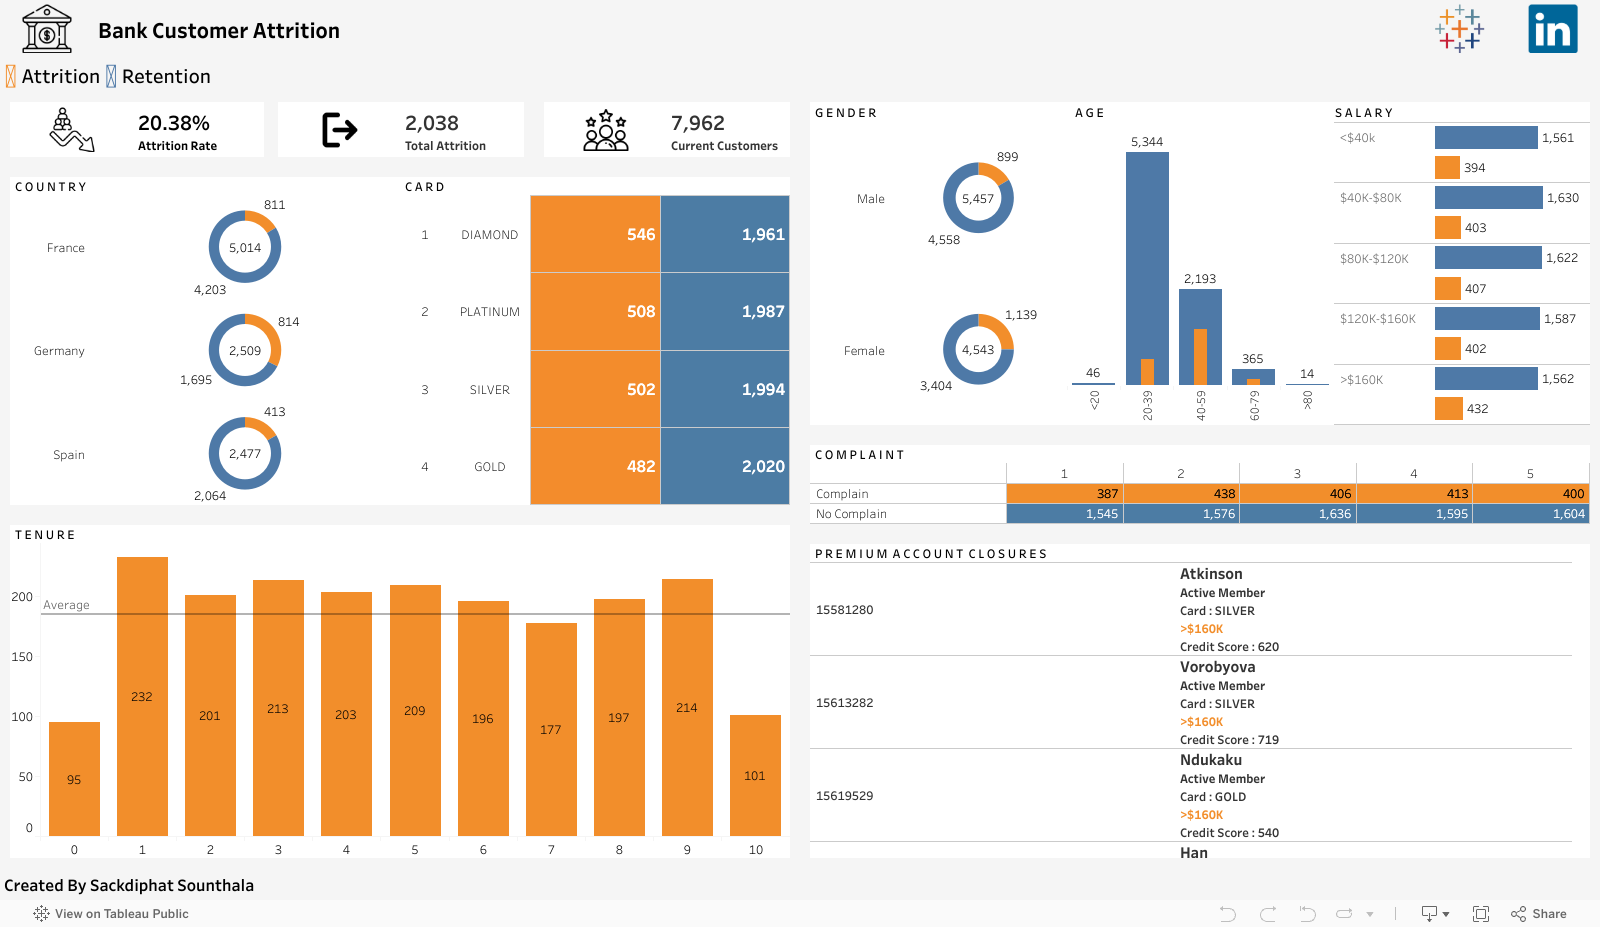 Bank Customer Attrition
in
Attrition Retention
20.38%
Attrition Rate
2,038
Total Attrition
7,962
Current Customers
COUNTRY
France
811
5,014
4,203
Germany
814
2,509
1,695
Spain
413
2,477
2,064
CARD
1 DIAMOND 546 1,961
2 PLATINUM 508 1,987
3 SILVER 502 1,994
4 GOLD 482 2,020
TENURE
200
150
100
50
0
Average
95 232 201 213 203 209 196 177 197 214 101
0 1 2 3 4 5 6 7 8 9 10
GENDER
Male
899
5,457
4,558
Female
1,139
4,543
3,404
AGE
46 5,344 2,193 365 14
<20 20-39 40-59 60-79 >80
SALARY
<$40k 1,561
394
$40K-$80K 1,630
403
$80K-$120K 1,622
407
$120K-$160K 1,587
402
>$160K 1,562
432
COMPLAINT
1 2 3 4 5
Complain 387 438 406 413 400
No Complain 1,545 1,576 1,636 1,595 1,604
PREMIUM ACCOUNT CLOSURES
15581280
Atkinson
Active Member
Card : SILVER
>$160K
Credit Score : 620
15613282
Vorobyova
Active Member
Card : SILVER
>$160K
Credit Score : 719
15619529
Ndukaku
Active Member
Card : GOLD
>$160K
Credit Score : 540
Han
Created By Sackdiphat Sounthala
View on Tableau Public
Share